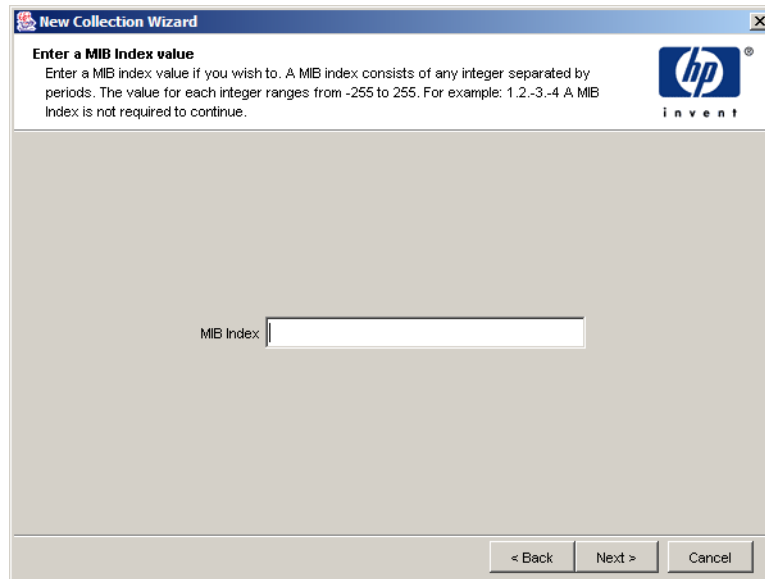 New Collection Wizard
Enter a MIB Index value
Enter a MIB index value if you wish to. A MIB index consists of any integer separated by
periods. The value for each integer ranges from -255 to 255. For example: 1.2.-3.-4 A MIB
Index is not required to continue.
hp ®
invent
MIB Index
< Back Next > Cancel